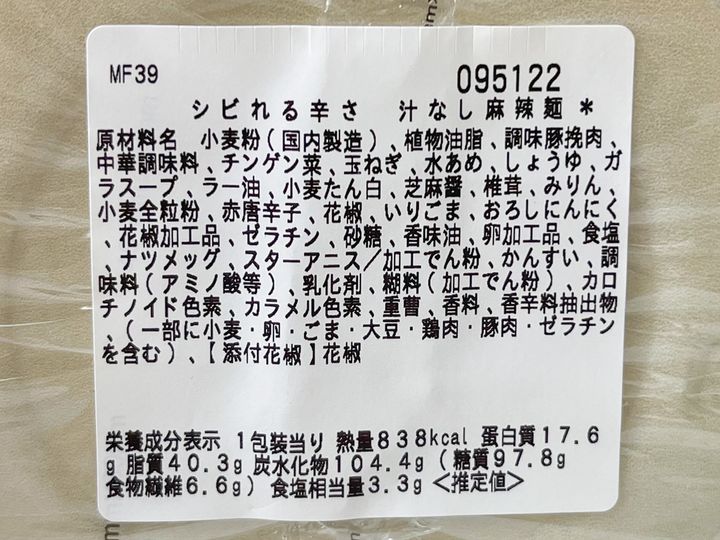 MF39
095122
シビれる辛さ 汁なし麻辣麺*
原材料名 小麦粉(国内製造)、植物油脂、調味豚挽肉、
中華調味料、チンゲン菜、玉ねぎ、水あめ、しょうゆ、ガ
ラスープ、ラー油、小麦たん白、芝麻醤、椎茸、みりん、
小麦全粒粉、赤唐辛子、花椒、いりごま、おろしにんにく
、花椒加工品、ゼラチン、砂糖、香味油、卵加工品、食塩
、ナツメッグ、スターアニス/加工でん粉、かんすい、調
味料(アミノ酸等)、乳化剤、糊料(加工でん粉)、カロ
チノイド色素、カラメル色素、重曹、香料、香辛料抽出物
、(一部に小麦・卵・ごま・大豆・鶏肉・豚肉・ゼラチン
を含む)、【添付花椒】花椒
栄養成分表示 1包装当り 熱量838kcal 蛋白質17.6
g 脂質40.3g 炭水化物104.4g (糖質97.8g
食物繊維6.6g) 食塩相当量3.3g <推定値>